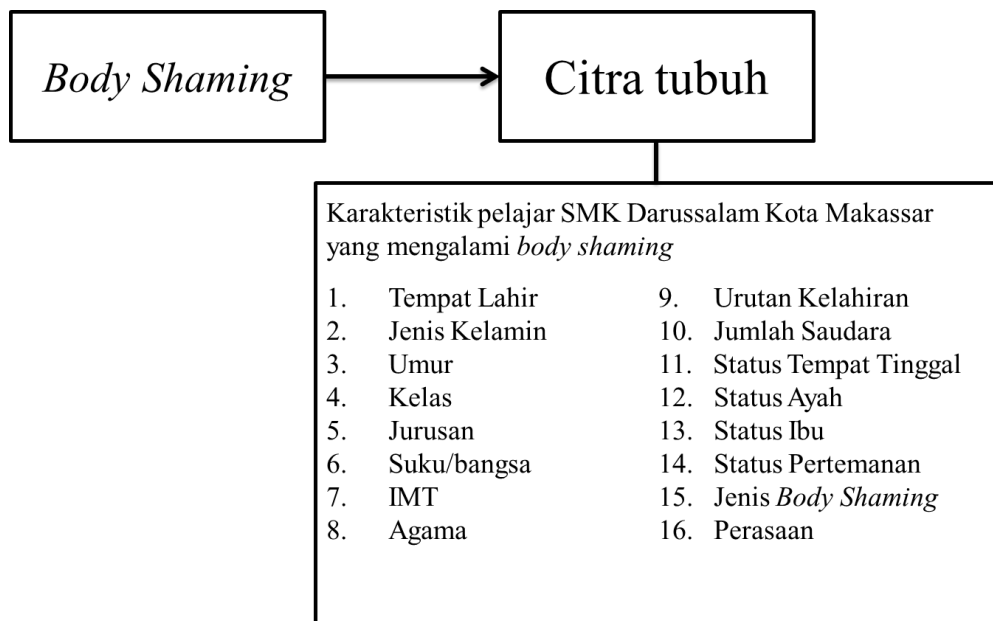 Body Shaming
Citra tubuh
Karakteristik pelajar SMK Darussalam Kota Makassar
yang mengalami body shaming
1. Tempat Lahir
2. Jenis Kelamin
3. Umur
4. Kelas
5. Jurusan
6. Suku/bangsa
7. IMT
8. Agama
9. Urutan Kelahiran
10. Jumlah Saudara
11. Status Tempat Tinggal
12. Status Ayah
13. Status Ibu
14. Status Pertemanan
15. Jenis Body Shaming
16. Perasaan